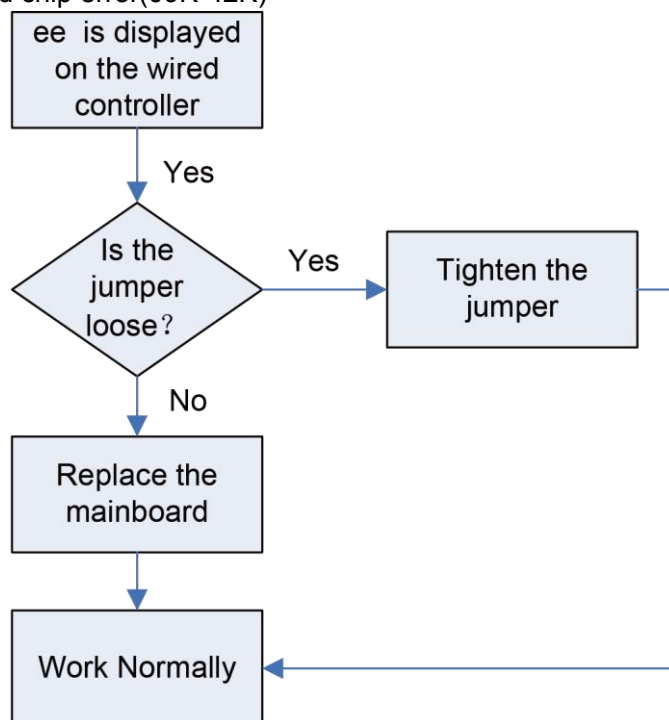 ee is displayed
on the wired
controller
Yes
Is the
jumper
loose？
Yes
Tighten the
jumper
No
Replace the
mainboard
Work Normally